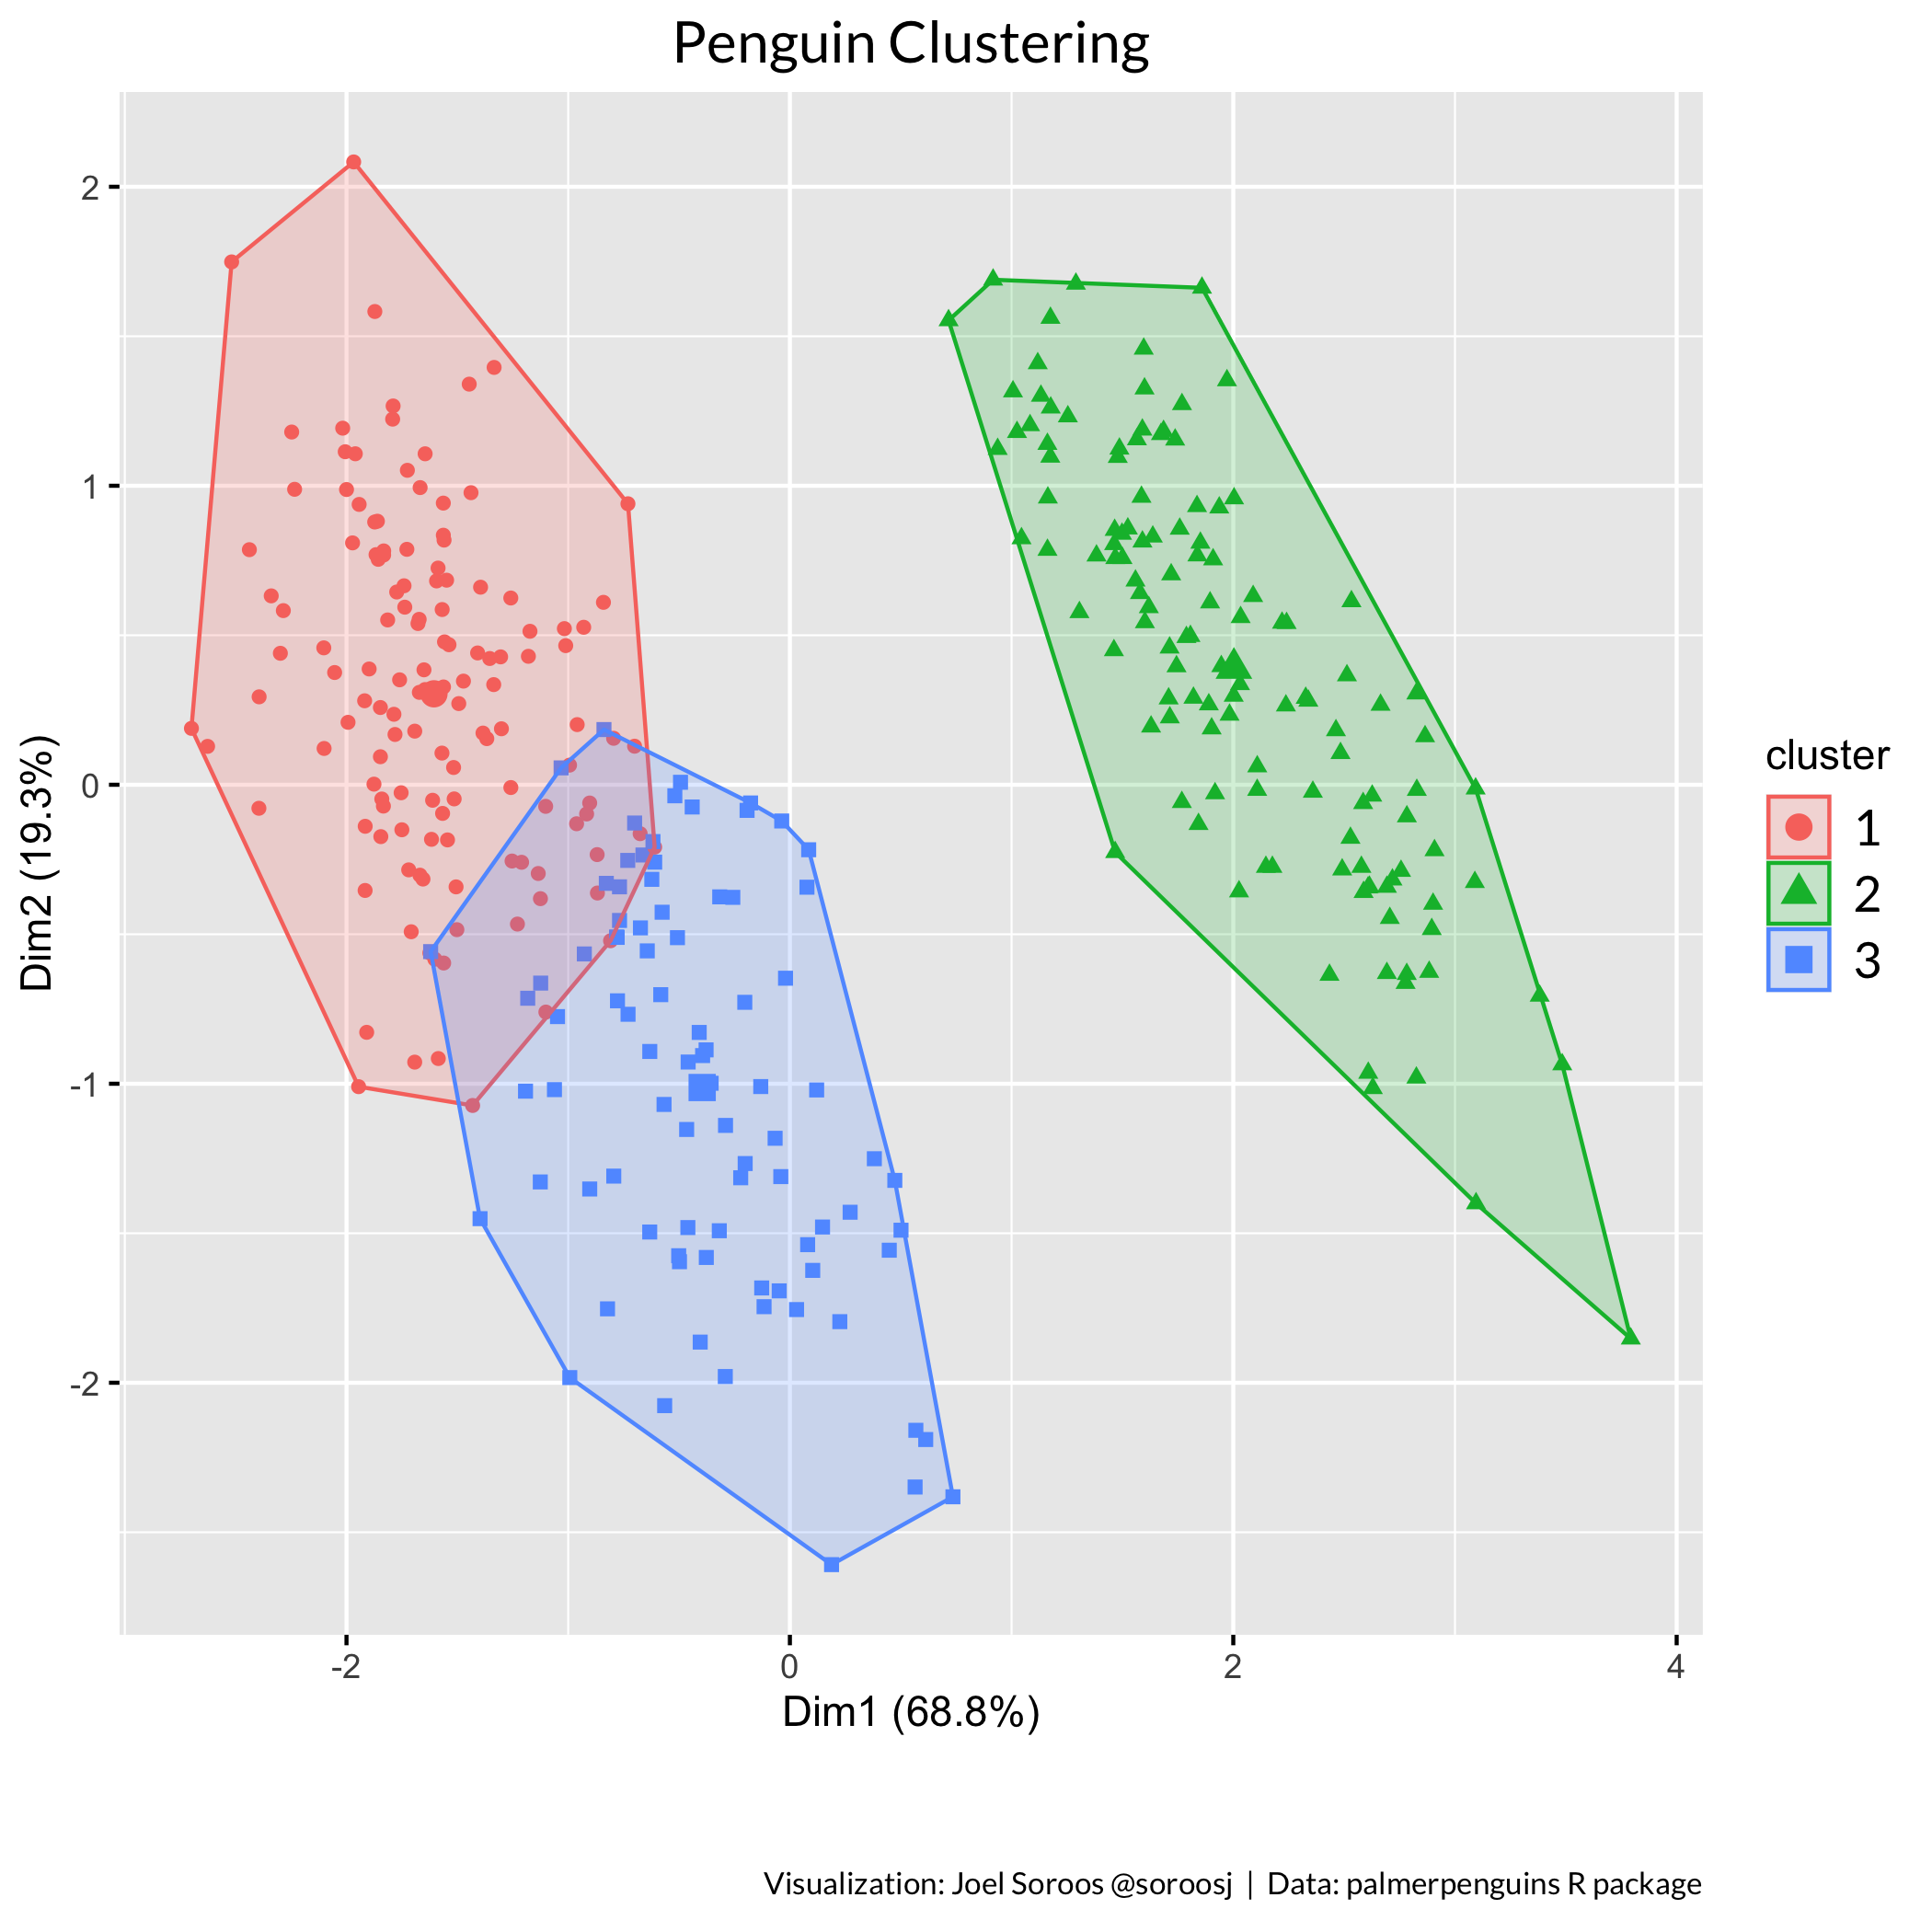 Penguin Clustering
2
1
0
-1
-2
Dim2 (19.3%)
-2
0
2
4
Dim1 (68.8%)
cluster
1
2
3
Visualization: Joel Soroos @soroosj | Data: palmerpenguins R package